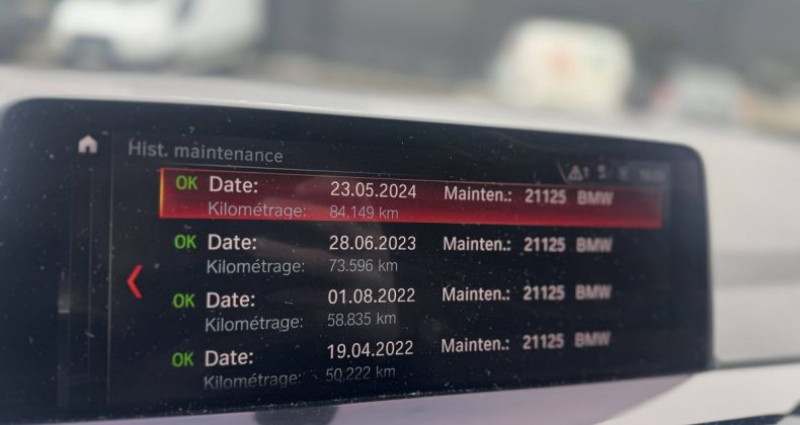 Hist. maintenance
1
OK Date: 23.05.2024 Mainten.: 21125 BMW
Kilométrage: 84.149 km
OK Date: 28.06.2023 Mainten.: 21125 BMW
Kilométrage: 73.596 km
OK Date: 01.08.2022 Mainten.: 21125 BMW
Kilométrage: 58.835 km
OK Date: 19.04.2022 Mainten.: 21125 BMW
Kilométrage: 50.222 km